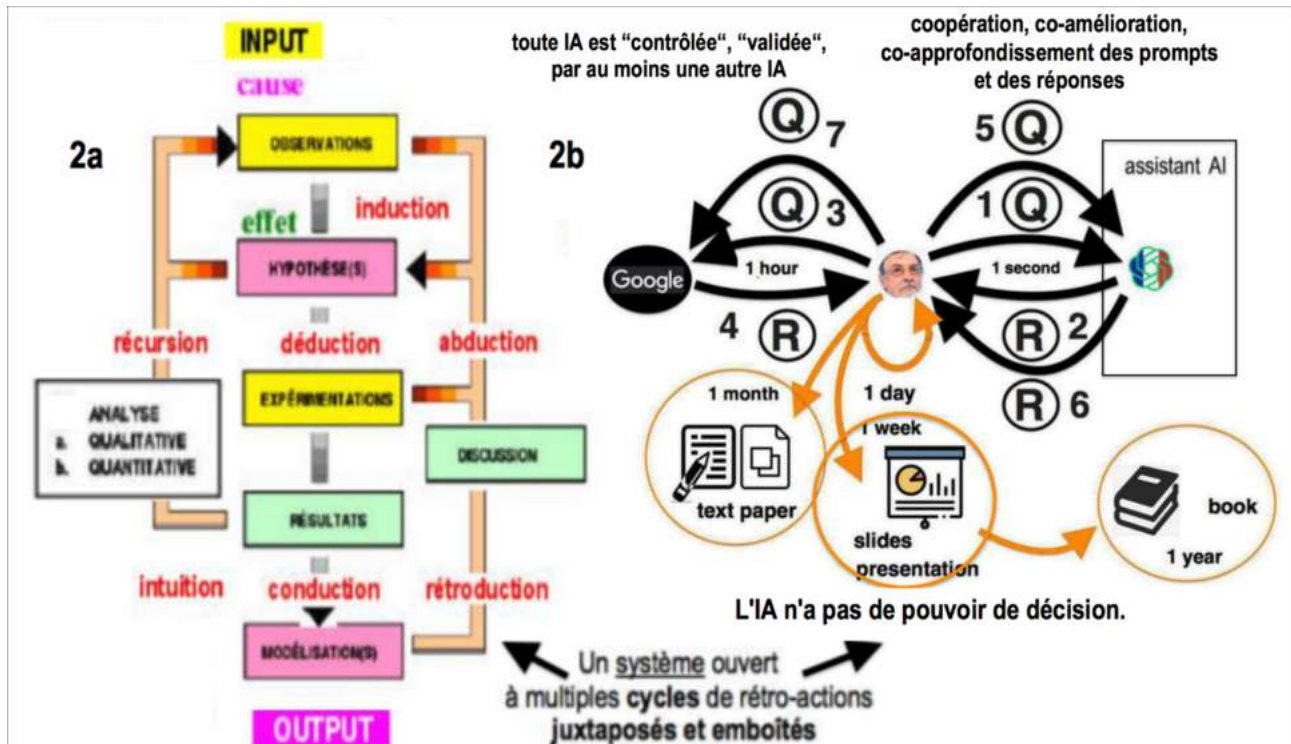 INPUT
cause
2a
OBSERVATIONS
effet
induction
HYPOTHÈSE(S)
récursion
déduction
abduction
ANALYSE
a. QUALITATIVE
b. QUANTITATIVE
EXPÉRIMENTATIONS
DISCUSSION
RÉSULTATS
intuition
conduction
rétroduction
MODÉLISATION(S)
OUTPUT
toute IA est “contrôlée“, “validée“,
par au moins une autre IA
coopération, co-amélioration,
co-approfondissement des prompts
et des réponses
2b
Q 7
5 Q
assistant AI
Q 3
1 Q
Google
1 hour
1 second
4 R
R 2
R 6
1 month
1 day
1 week
text paper
slides
presentation
book
1 year
L'IA n'a pas de pouvoir de décision.
Un système ouvert
à multiples cycles de rétro-actions
juxtaposés et emboîtés